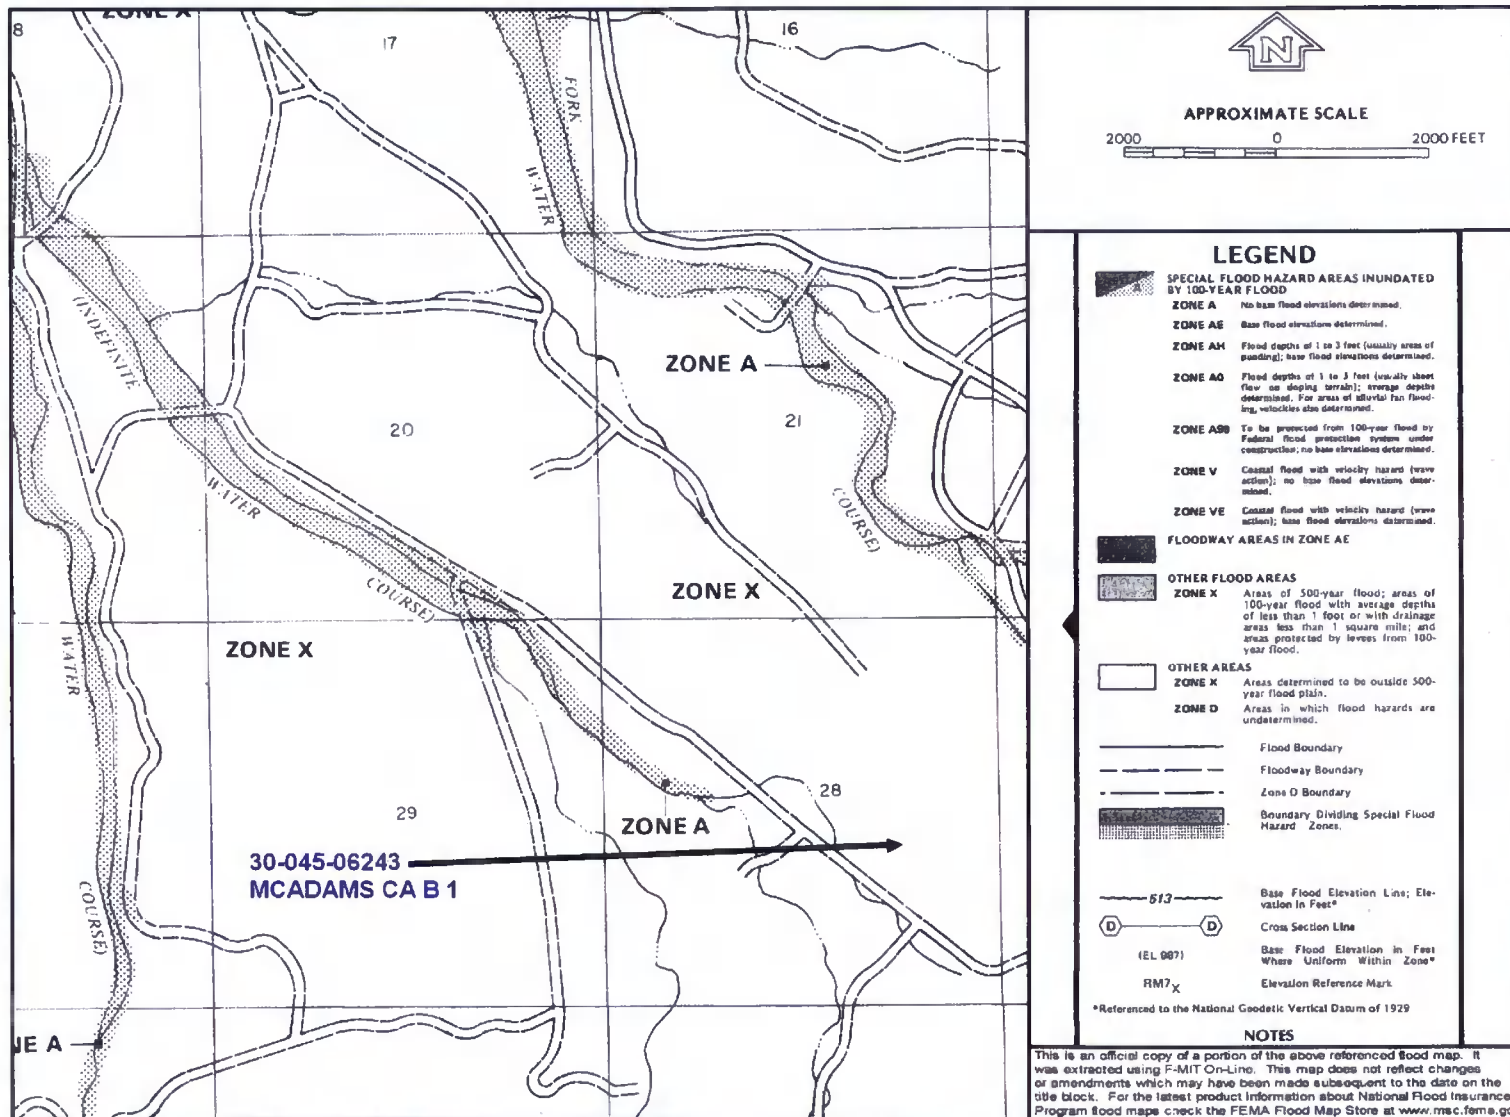 ZONE X
8
17
16
FORK
WATER
(INDEFINITE
ZONE A
20
21
WATER
COURSE)
COURSE)
ZONE X
ZONE X
WATER
28
29
ZONE A
30-045-06243
MCADAMS CA B 1
COURSE)
NE A
N
APPROXIMATE SCALE
2000 0 2000 FEET
LEGEND
SPECIAL FLOOD HAZARD AREAS INUNDATED
BY 100-YEAR FLOOD
ZONE A No base flood elevations determined.
ZONE AE Base flood elevations determined.
ZONE AH Flood depths of 1 to 3 feet (usually areas of
ponding); base flood elevations determined.
ZONE AO Flood depths of 1 to 3 feet (usually sheet
flow on sloping terrain); average depths
determined. For areas of alluvial fan flood-
ing, velocities also determined.
ZONE A99 To be protected from 100-year flood by
Federal flood protection system under
construction; no base elevations determined.
ZONE V Coastal flood with velocity hazard (wave
action); no base flood elevations deter-
mined.
ZONE VE Coastal flood with velocity hazard (wave
action); base flood elevations determined.
FLOODWAY AREAS IN ZONE AE
OTHER FLOOD AREAS
ZONE X Areas of 500-year flood; areas of
100-year flood with average depths
of less than 1 foot or with drainage
areas less than 1 square mile; and
areas protected by levees from 100-
year flood.
OTHER AREAS
ZONE X Areas determined to be outside 500-
year flood plain.
ZONE D Areas in which flood hazards are
undetermined.
Flood Boundary
Floodway Boundary
Zone D Boundary
Boundary Dividing Special Flood
Hazard Zones.
513 Base Flood Elevation Line; Ele-
vation in Feet*
D D Cross Section Line
(EL 987) Base Flood Elevation in Feet
Where Uniform Within Zone*
RM7X Elevation Reference Mark
*Referenced to the National Geodetic Vertical Datum of 1929
NOTES
This is an official copy of a portion of the above referenced flood map. It
was extracted using F-MIT On-Line. This map does not reflect changes
or amendments which may have been made subsequent to the date on the
title block. For the latest product information about National Flood Insurance
Program flood maps check the FEMA Flood Map Store at www.msc.fema.g